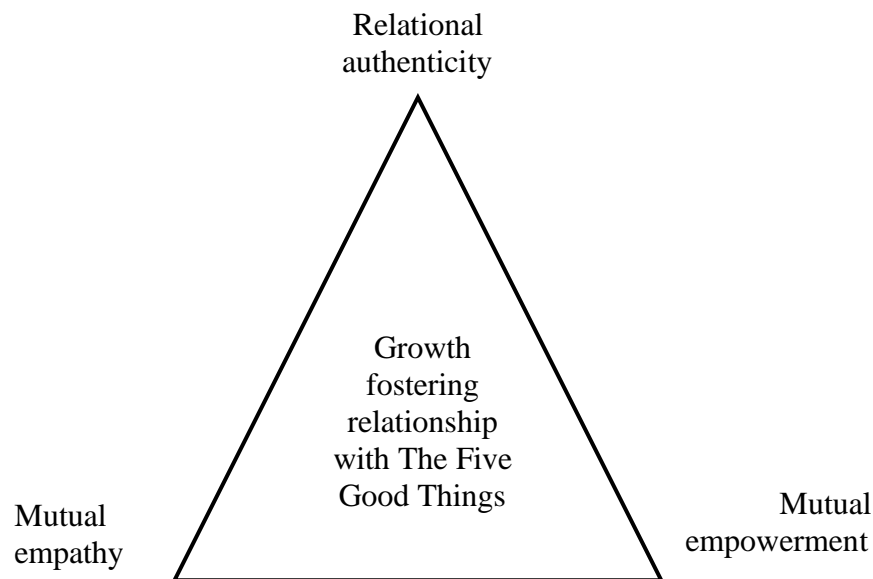 Relational
authenticity
Growth
fostering
relationship
with The Five
Good Things
Mutual
empathy
Mutual
empowerment